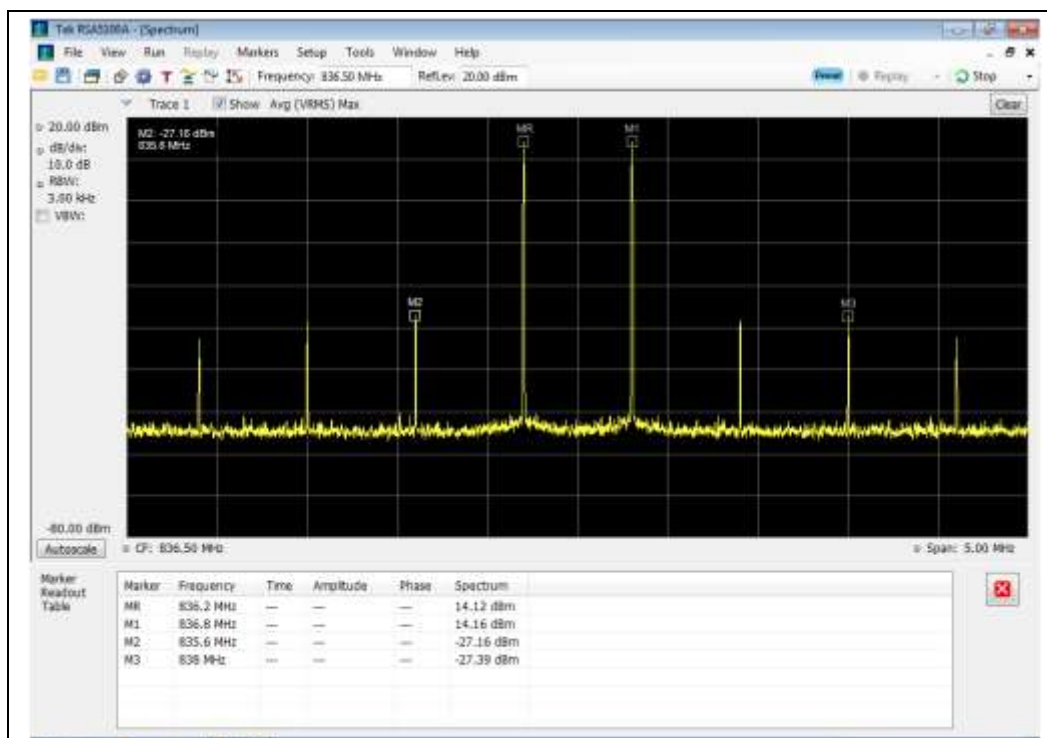 Tek RSA5100A - [Spectrum]
File View Run Replay Markers Setup Tools Window Help
Frequency: 836.50 MHz RefLev: 20.00 dBm Preset Replay Stop
Trace 1 Show Avg (VRMS) Max Clear
20.00 dBm
dB/div:
10.0 dB
RBW:
3.00 kHz
VBW:
M2: -27.16 dBm
835.6 MHz
MR
M1
M2
M3
-80.00 dBm
Autoscale CF: 836.50 MHz Span: 5.00 MHz
Marker
Readout
Table
Marker Frequency Time Amplitude Phase Spectrum
MR 836.2 MHz --- --- --- 14.12 dBm
M1 836.8 MHz --- --- --- 14.16 dBm
M2 835.6 MHz --- --- --- -27.16 dBm
M3 838 MHz --- --- --- -27.39 dBm